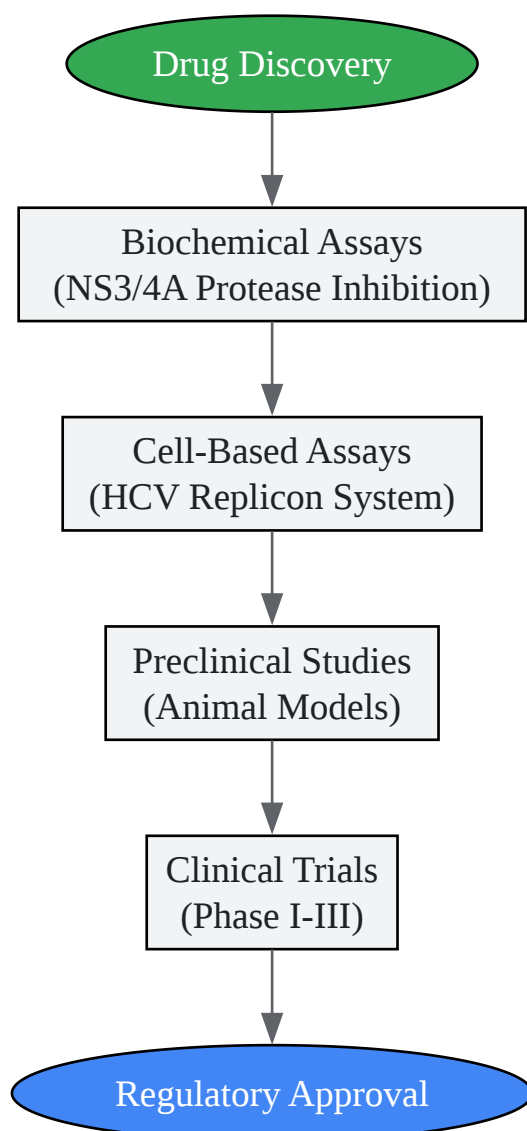 Drug Discovery
Biochemical Assays
(NS3/4A Protease Inhibition)
Cell-Based Assays
(HCV Replicon System)
Preclinical Studies
(Animal Models)
Clinical Trials
(Phase I-III)
Regulatory Approval